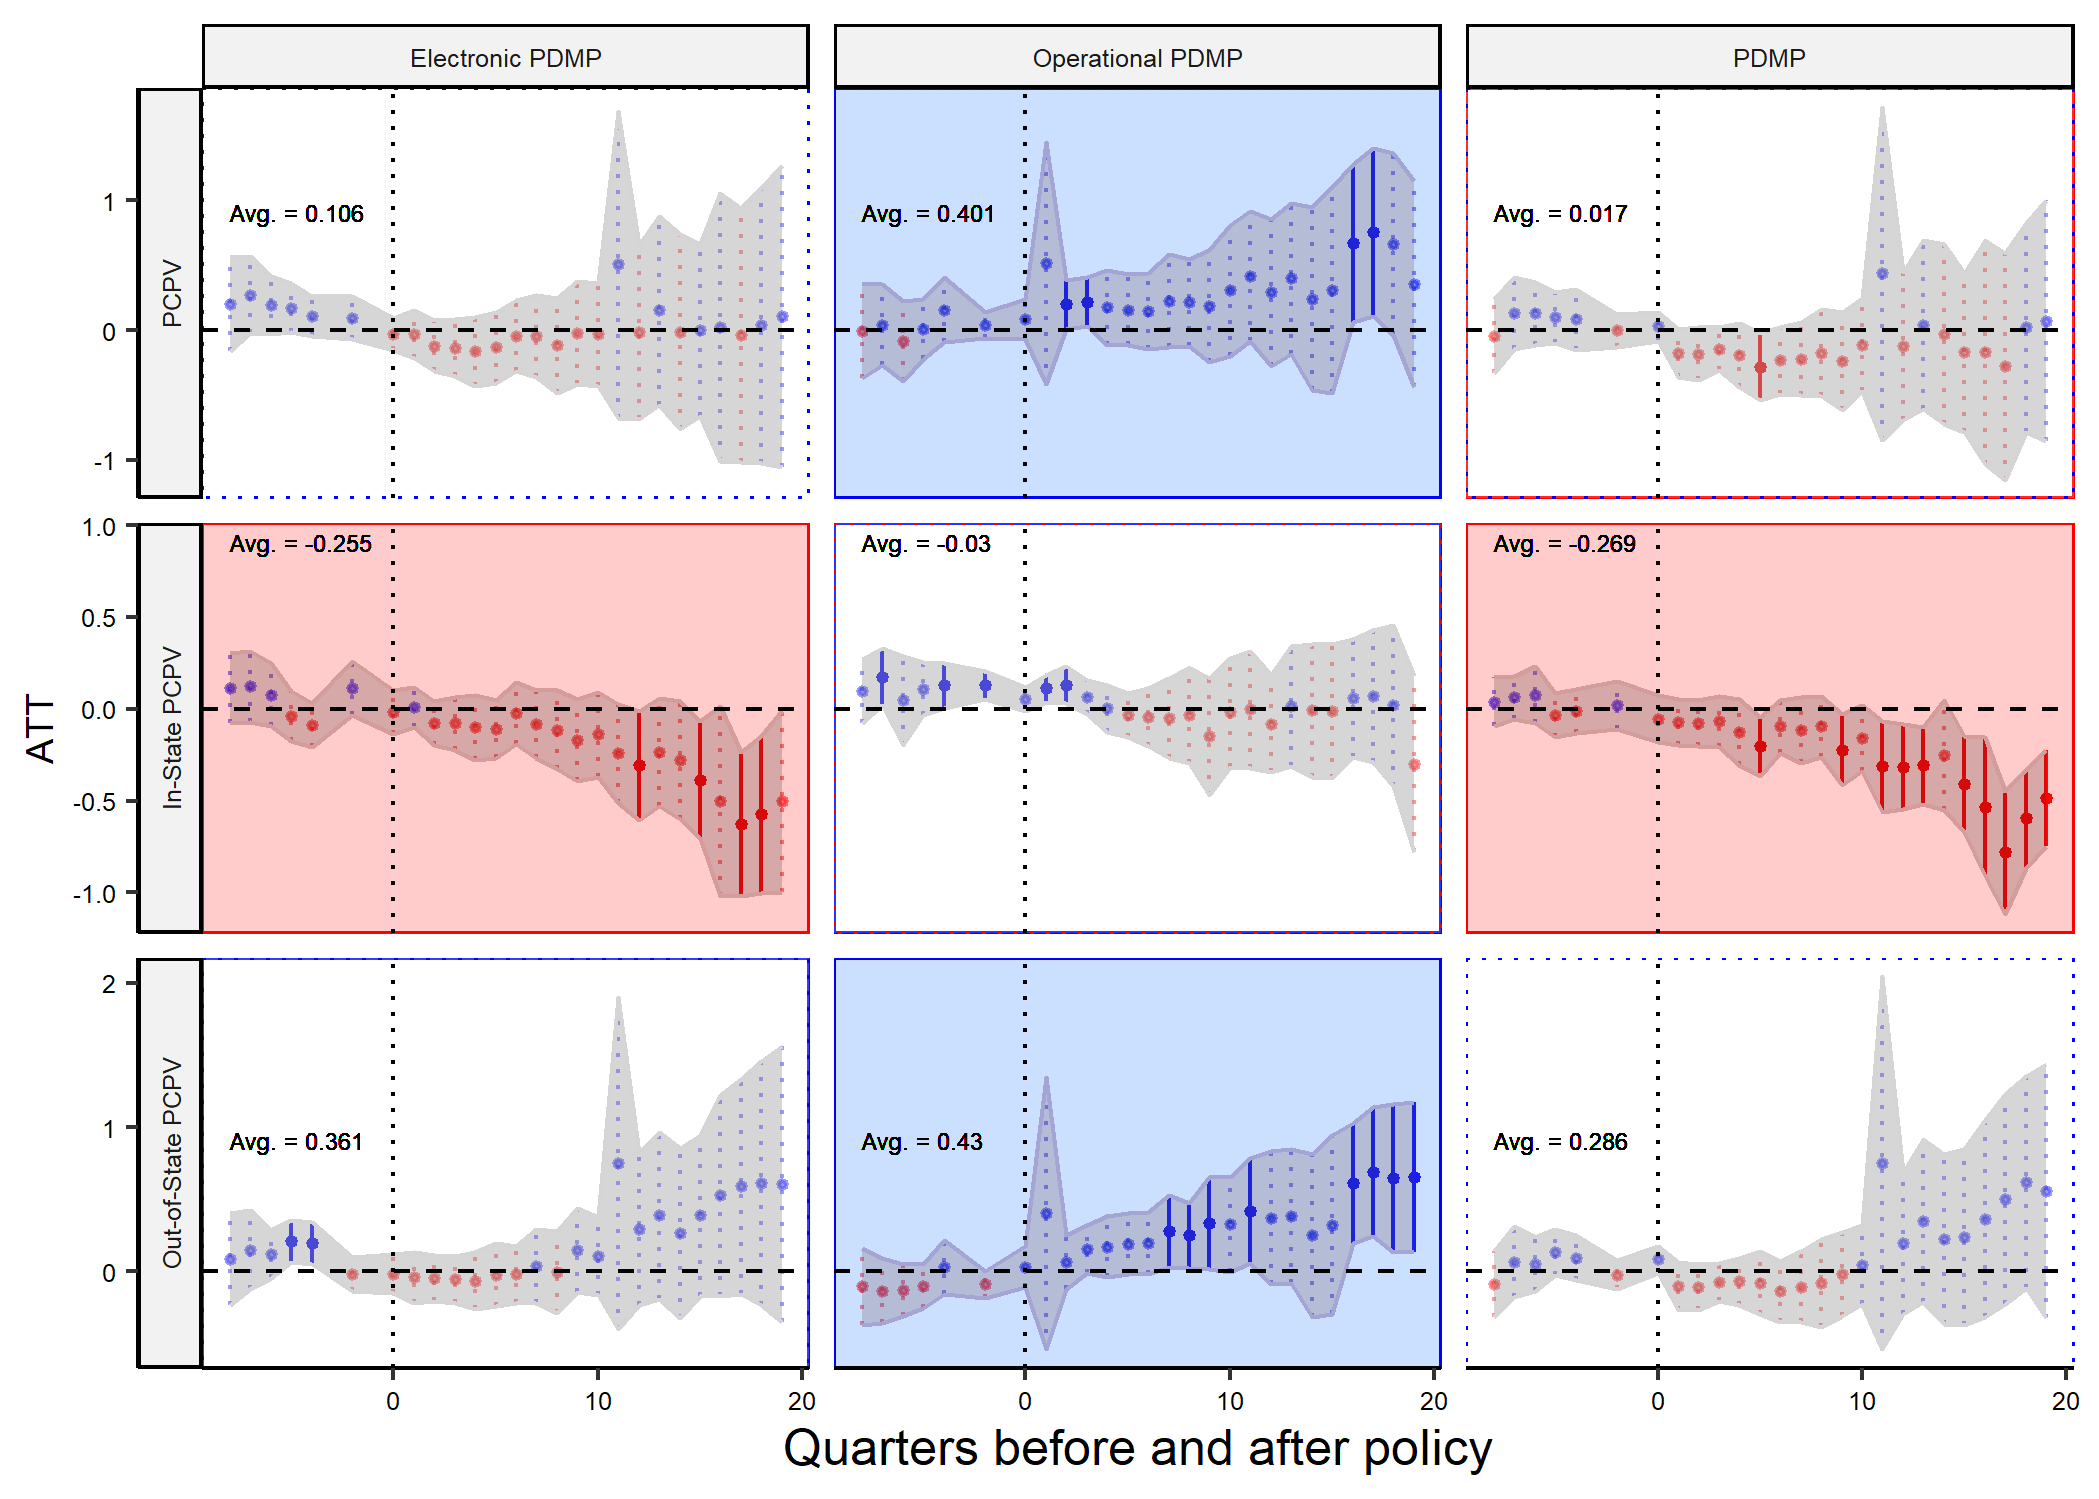 Electronic PDMP
Operational PDMP
PDMP
PCPV
1
0
-1
Avg. = 0.106
Avg. = 0.401
Avg. = 0.017
ATT
In-State PCPV
1.0
0.5
0.0
-0.5
-1.0
Avg. = -0.255
Avg. = -0.03
Avg. = -0.269
Out-of-State PCPV
2
1
0
Avg. = 0.361
Avg. = 0.43
Avg. = 0.286
0 10 20
0 10 20
0 10 20
Quarters before and after policy